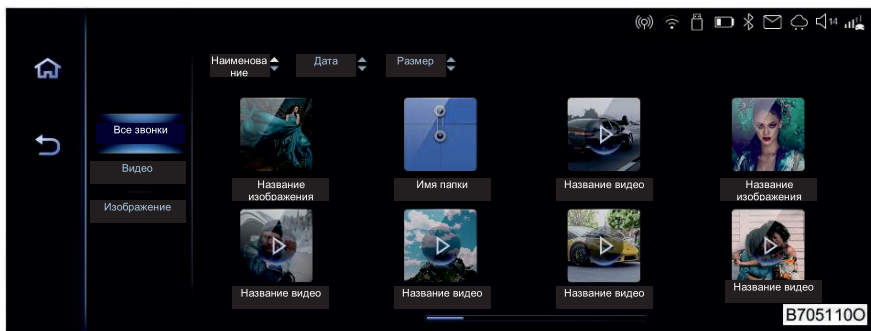 14
Наименова
ние
Дата
Размер
Все звонки
Видео
Изображение
Название
изображения
Имя папки
Название видео
Название
изображения
Название видео
Название видео
Название видео
Название видео
B705110O